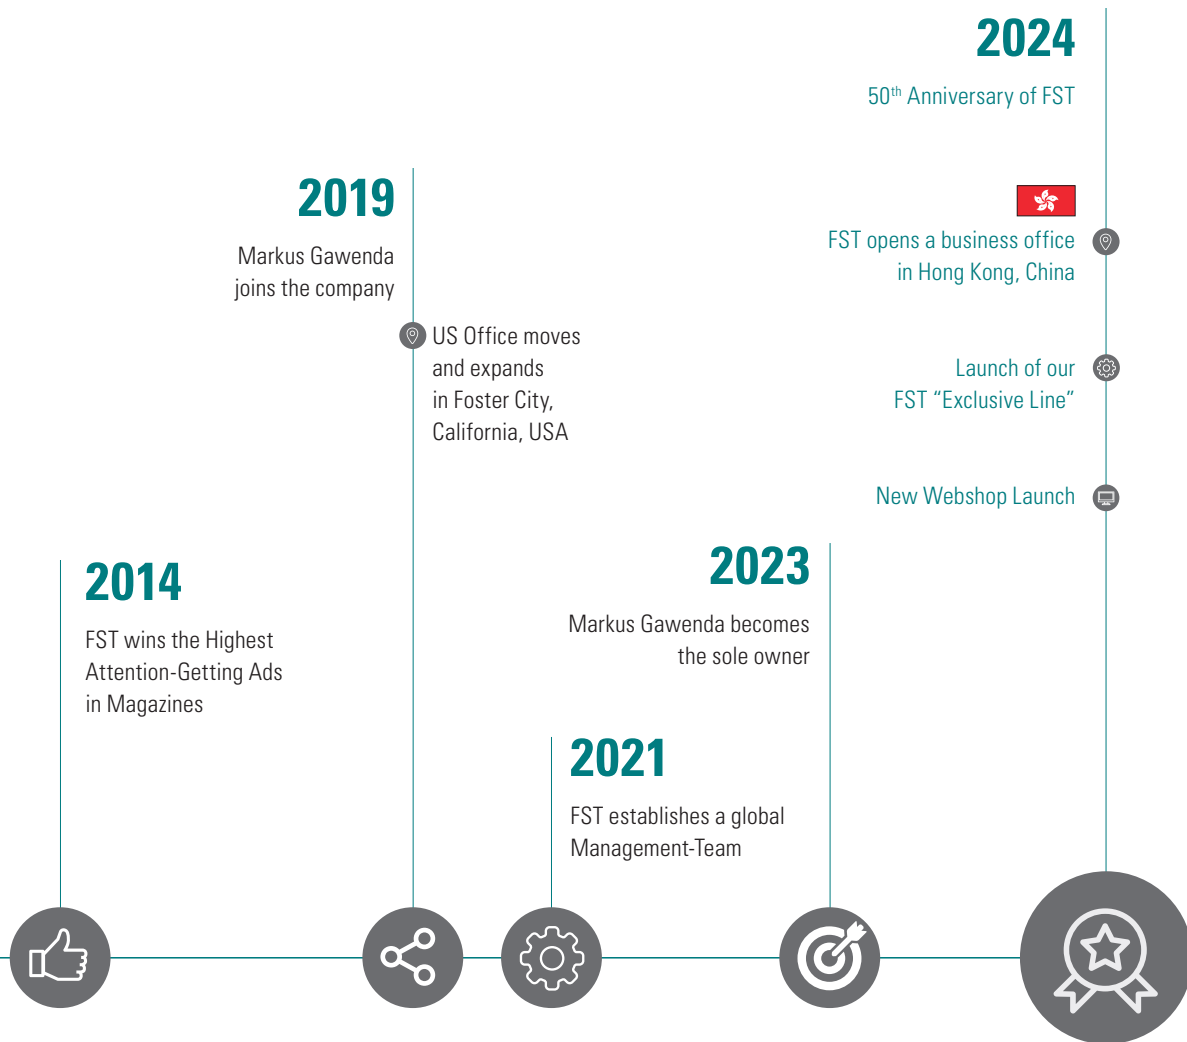 2014
FST wins the Highest
Attention-Getting Ads
in Magazines
2019
Markus Gawenda
joins the company
US Office moves
and expands
in Foster City,
California, USA
2021
FST establishes a global
Management-Team
2023
Markus Gawenda becomes
the sole owner
2024
50th Anniversary of FST
FST opens a business office
in Hong Kong, China
Launch of our
FST “Exclusive Line”
New Webshop Launch